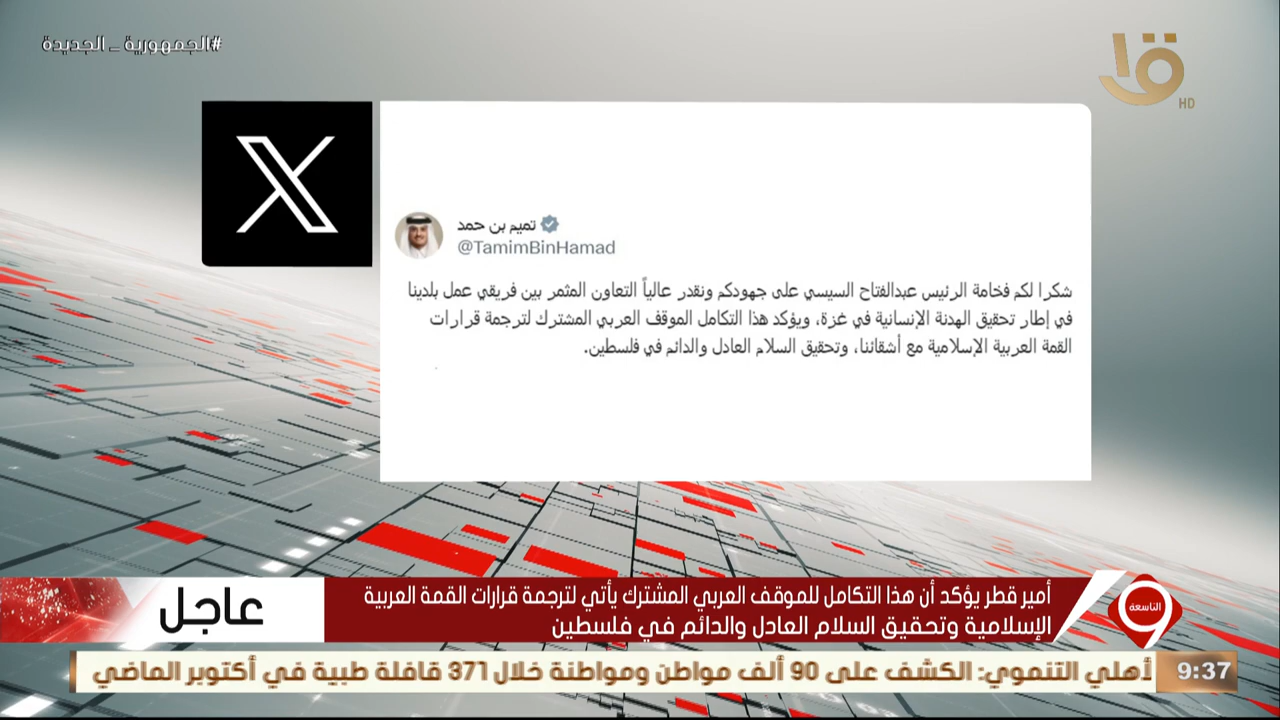 #الجمهورية_الجديدة
HD
X
تميم بن حمد
@TamimBinHamad
شكرا لكم فخامة الرئيس عبدالفتاح السيسي على جهودكم ونقدر عالياً التعاون المثمر بين فريقي عمل بلدينا
في إطار تحقيق الهدنة الإنسانية في غزة، ويؤكد هذا التكامل الموقف العربي المشترك لترجمة قرارات
القمة العربية الإسلامية مع أشقائنا، وتحقيق السلام العادل والدائم في فلسطين.
التاسعة
أمير قطر يؤكد أن هذا التكامل للموقف العربي المشترك يأتي لترجمة قرارات القمة العربية
الإسلامية وتحقيق السلام العادل والدائم في فلسطين
عاجل
9:37
أهلي التنموي: الكشف على 90 ألف مواطن ومواطنة خلال 371 قافلة طبية في أكتوبر الماضي